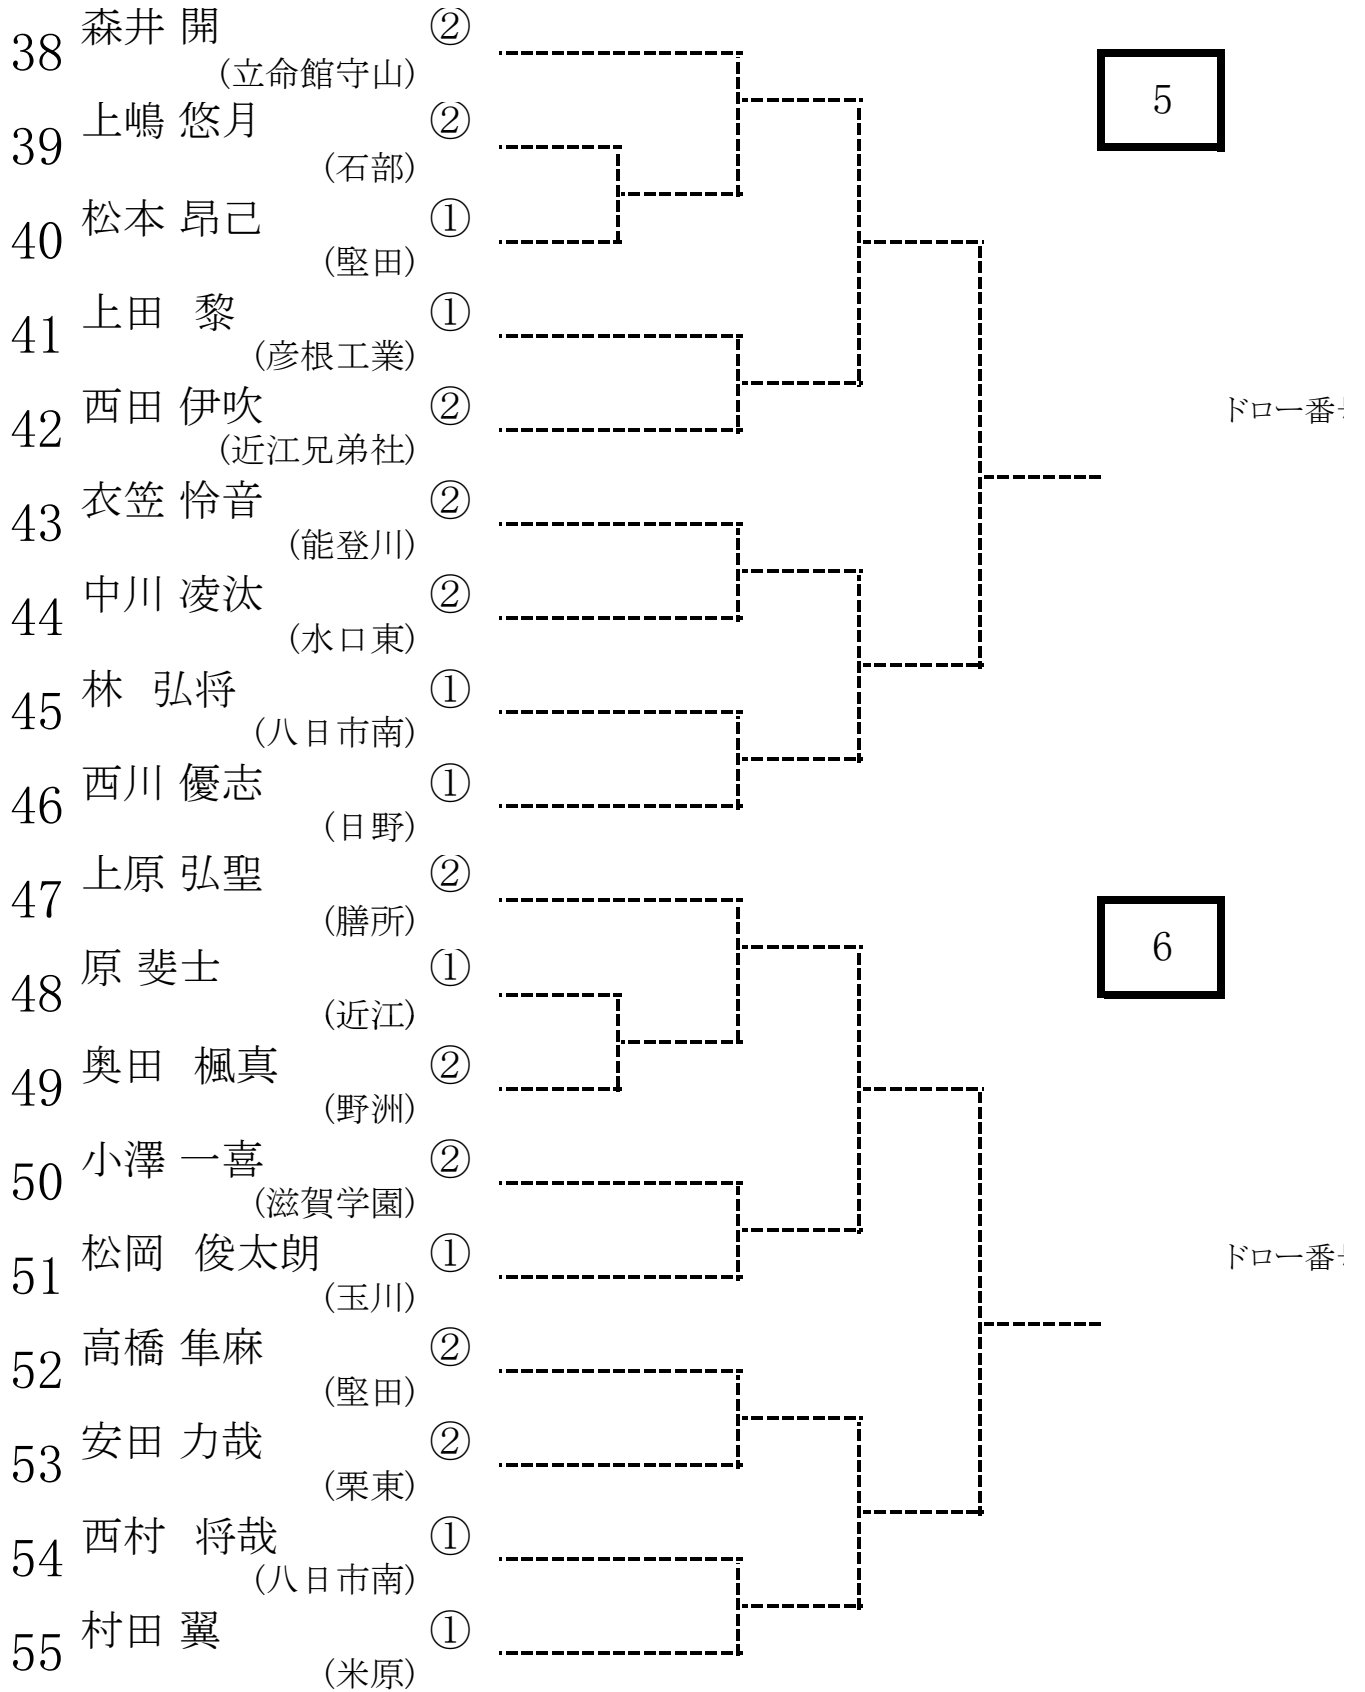 38 森井 開 ②
(立命館守山)
5
39 上嶋 悠月 ②
(石部)
40 松本 昂己 ①
(堅田)
41 上田 黎 ①
(彦根工業)
42 西田 伊吹 ②
(近江兄弟社)
ドロー番
43 衣笠 怜音 ②
(能登川)
44 中川 凌汰 ②
(水口東)
45 林 弘将 ①
(八日市南)
46 西川 優志 ①
(日野)
47 上原 弘聖 ②
(膳所)
6
48 原 斐士 ①
(近江)
49 奥田 楓真 ②
(野洲)
50 小澤 一喜 ②
(滋賀学園)
51 松岡 俊太朗 ①
(玉川)
ドロー番
52 高橋 隼麻 ②
(堅田)
53 安田 力哉 ②
(栗東)
54 西村 将哉 ①
(八日市南)
55 村田 翼 ①
(米原)